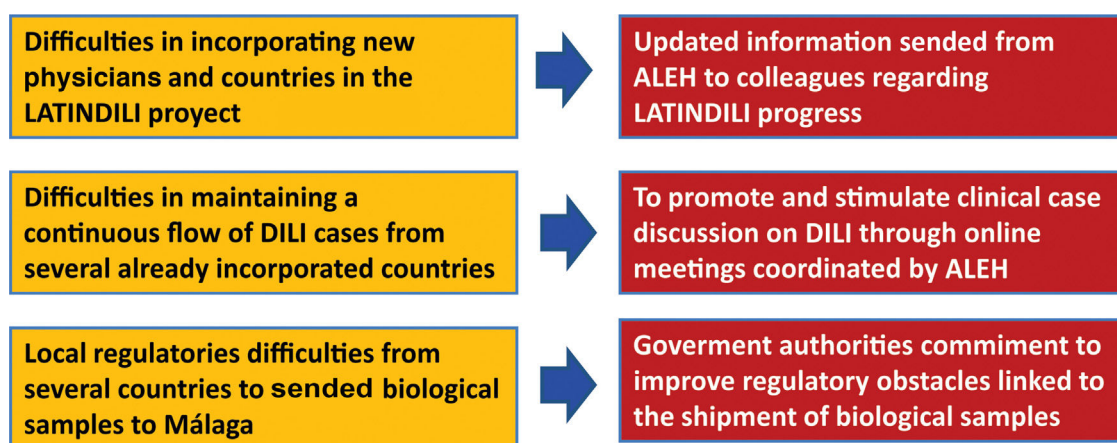 Difficulties in incorporating new
physicians and countries in the
LATINDILI proyect
Updated information sended from
ALEH to colleagues regarding
LATINDILI progress
Difficulties in maintaining a
continuous flow of DILI cases from
several already incorporated countries
To promote and stimulate clinical case
discussion on DILI through online
meetings coordinated by ALEH
Local regulatories difficulties from
several countries to sended biological
samples to Málaga
Goverment authorities commiment to
improve regulatory obstacles linked to
the shipment of biological samples